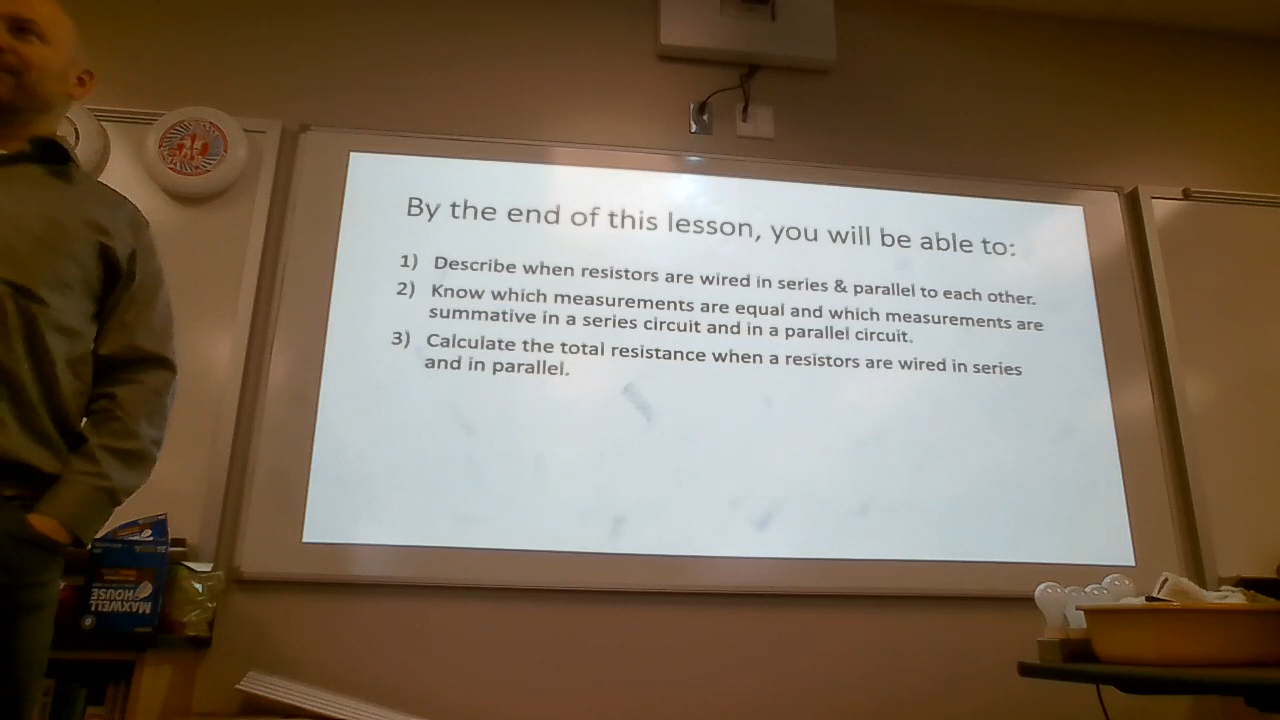 By the end of this lesson, you will be able to:
1) Describe when resistors are wired in series & parallel to each other.
2) Know which measurements are equal and which measurements are
summative in a series circuit and in a parallel circuit.
3) Calculate the total resistance when a resistors are wired in series
and in parallel.
MAXWELL
HOUSE